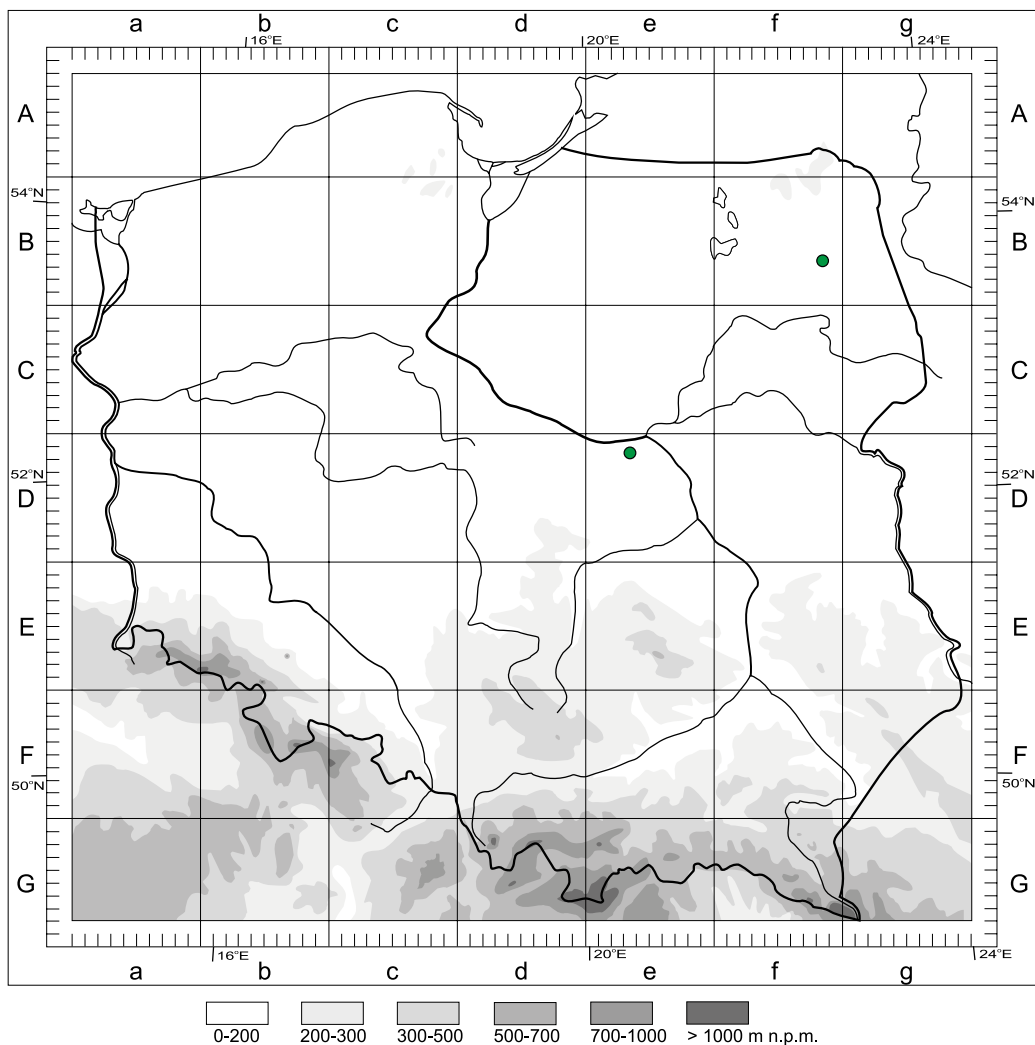 a b c d e f g
16°E 20°E 24°E
A A
54°N 54°N
B B
C C
52°N 52°N
D D
E E
F F
50°N 50°N
G G
16°E 20°E 24°E
a b c d e f g
0-200 200-300 300-500 500-700 700-1000 > 1000 m n.p.m.